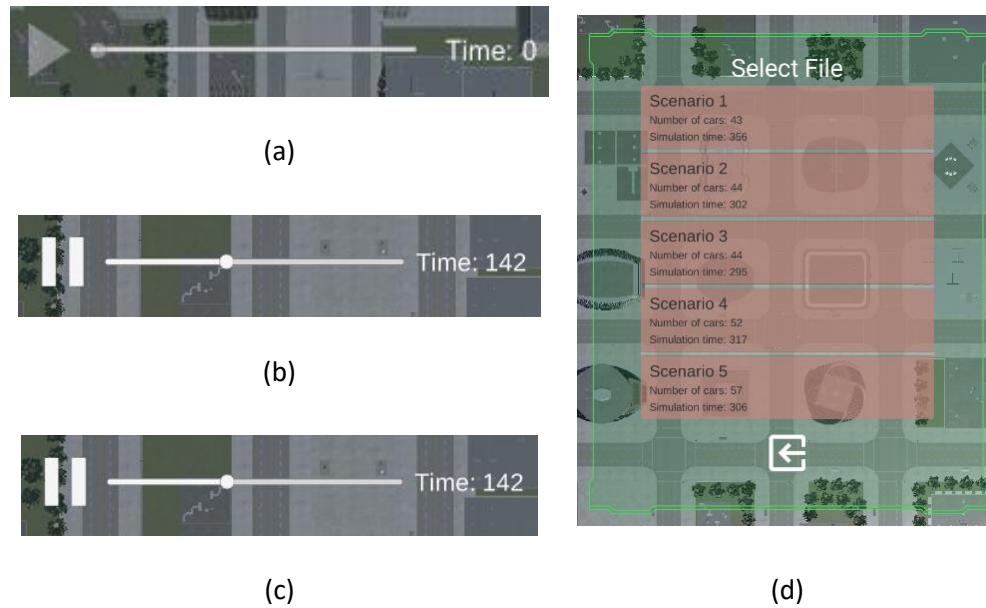 Time: 0
(a)
Time: 142
(b)
Time: 142
(c)
Select File
Scenario 1
Number of cars: 43
Simulation time: 356
Scenario 2
Number of cars: 44
Simulation time: 302
Scenario 3
Number of cars: 44
Simulation time: 295
Scenario 4
Number of cars: 52
Simulation time: 317
Scenario 5
Number of cars: 57
Simulation time: 306
(d)